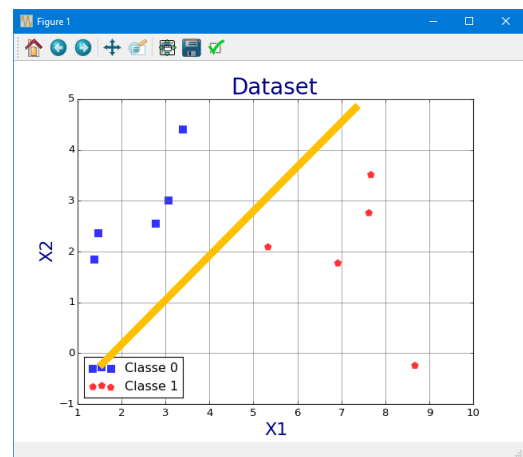 Figure 1
Dataset
5
4
3
2
1
0
−1
X2
Classe 0
Classe 1
1 2 3 4 5 6 7 8 9 10
X1